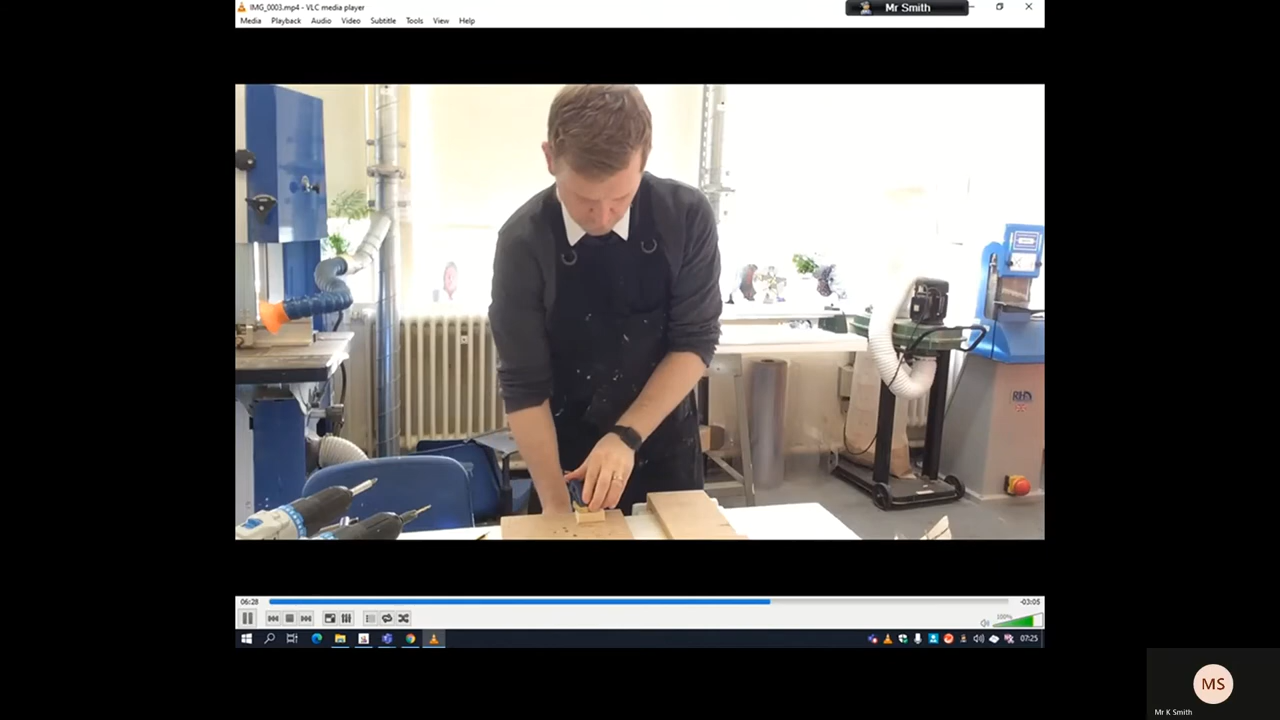 IMG_0003.mp4 - VLC media player
Mr Smith
Media Playback Audio Video Subtitle Tools View Help
RHD
06:28
-03:05
100%
07:25
MS
Mr K Smith